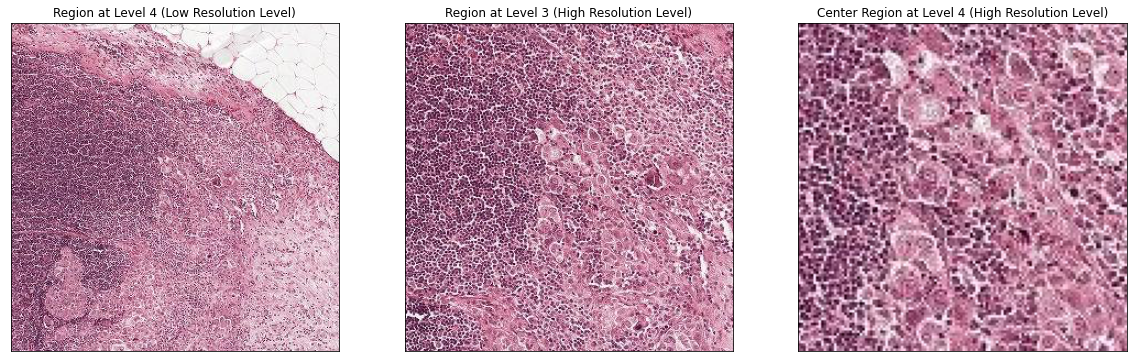 Region at Level 4 (Low Resolution Level)
Region at Level 3 (High Resolution Level)
Center Region at Level 4 (High Resolution Level)